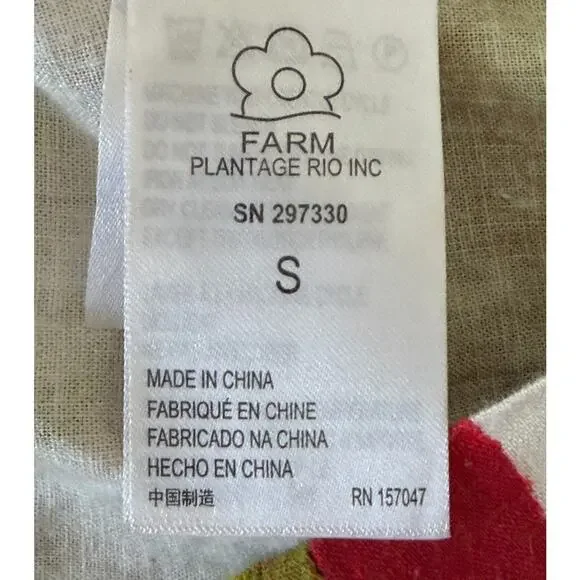 FARM
PLANTAGE RIO INC
SN 297330
S
MADE IN CHINA
FABRIQUÉ EN CHINE
FABRICADO NA CHINA
HECHO EN CHINA
中国制造
RN 157047